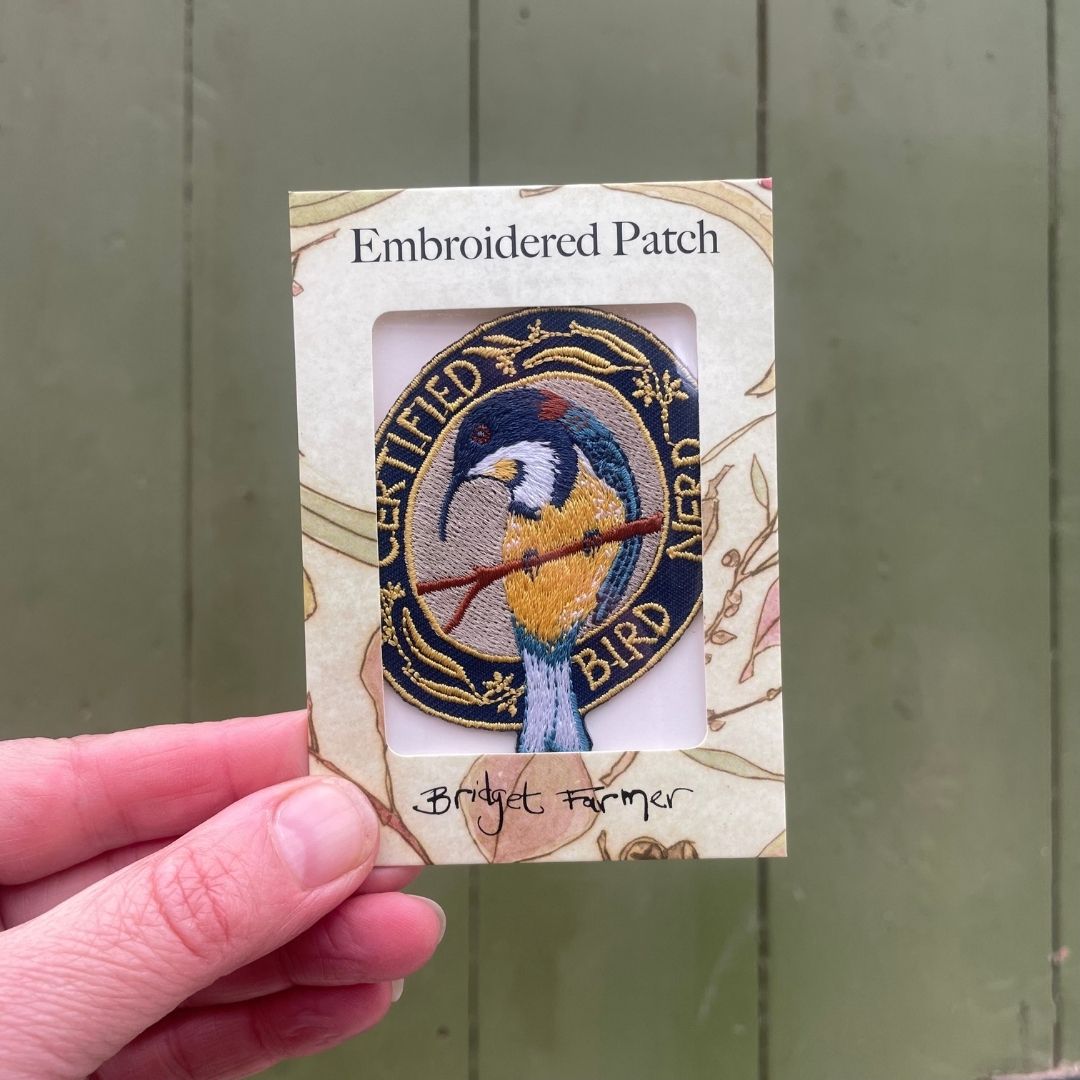 Embroidered Patch
CERTIFIED
BIRD
NERD
Bridget Farmer